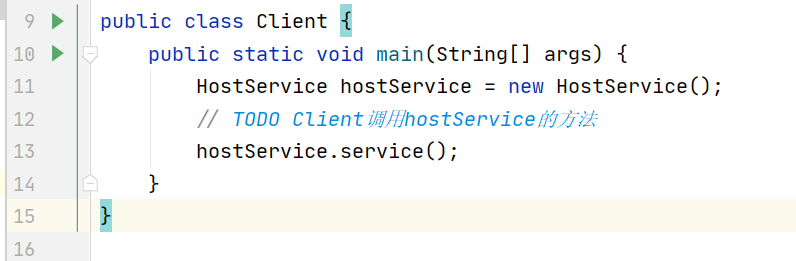 9 public class Client {
10 public static void main(String[] args) {
11 HostService hostService = new HostService();
12 // TODO Client调用hostService的方法
13 hostService.service();
14 }
15 }
16